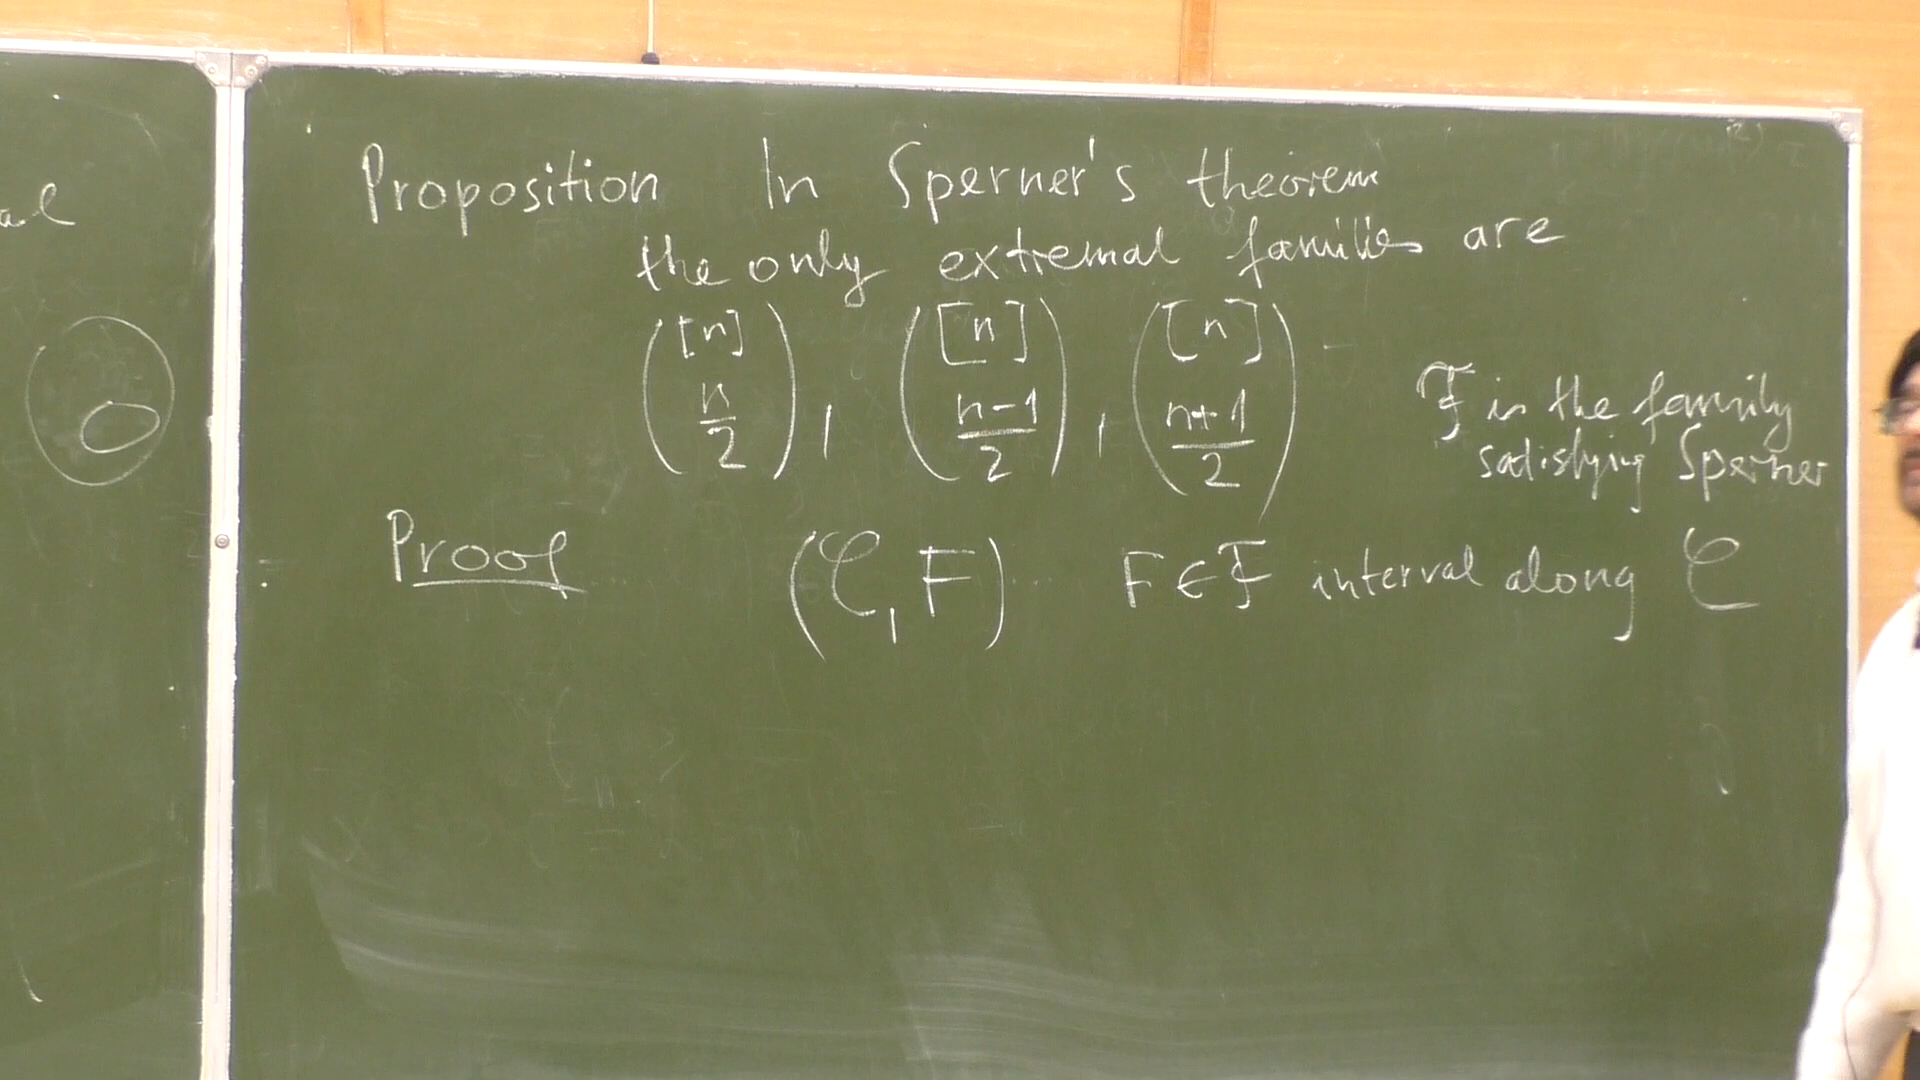 al
Proposition In Sperner's theorem
the only extremal families are
([n] n/2), ([n] n-1/2), ([n] n+1/2)
ℱ is the family
satisfying Sperner
Proof (𝒞, F) F ∈ ℱ interval along 𝒞